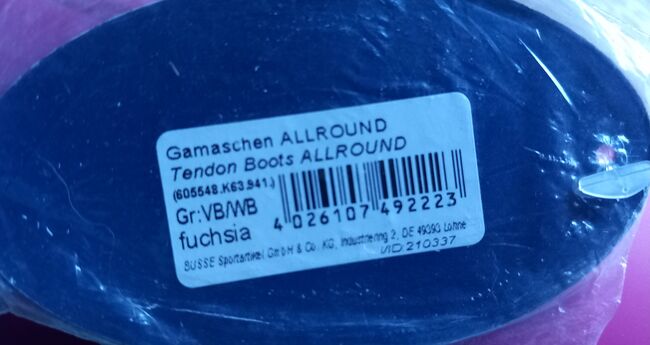 Gamaschen ALLROUND
Tendon Boots ALLROUND
(605548.K63.941.)
Gr:VB/WB
fuchsia
4 026107 492223
BUSSE Sportartikel GmbH & Co. KG, Industriering 2, DE 49393 Lohne
VID:210337